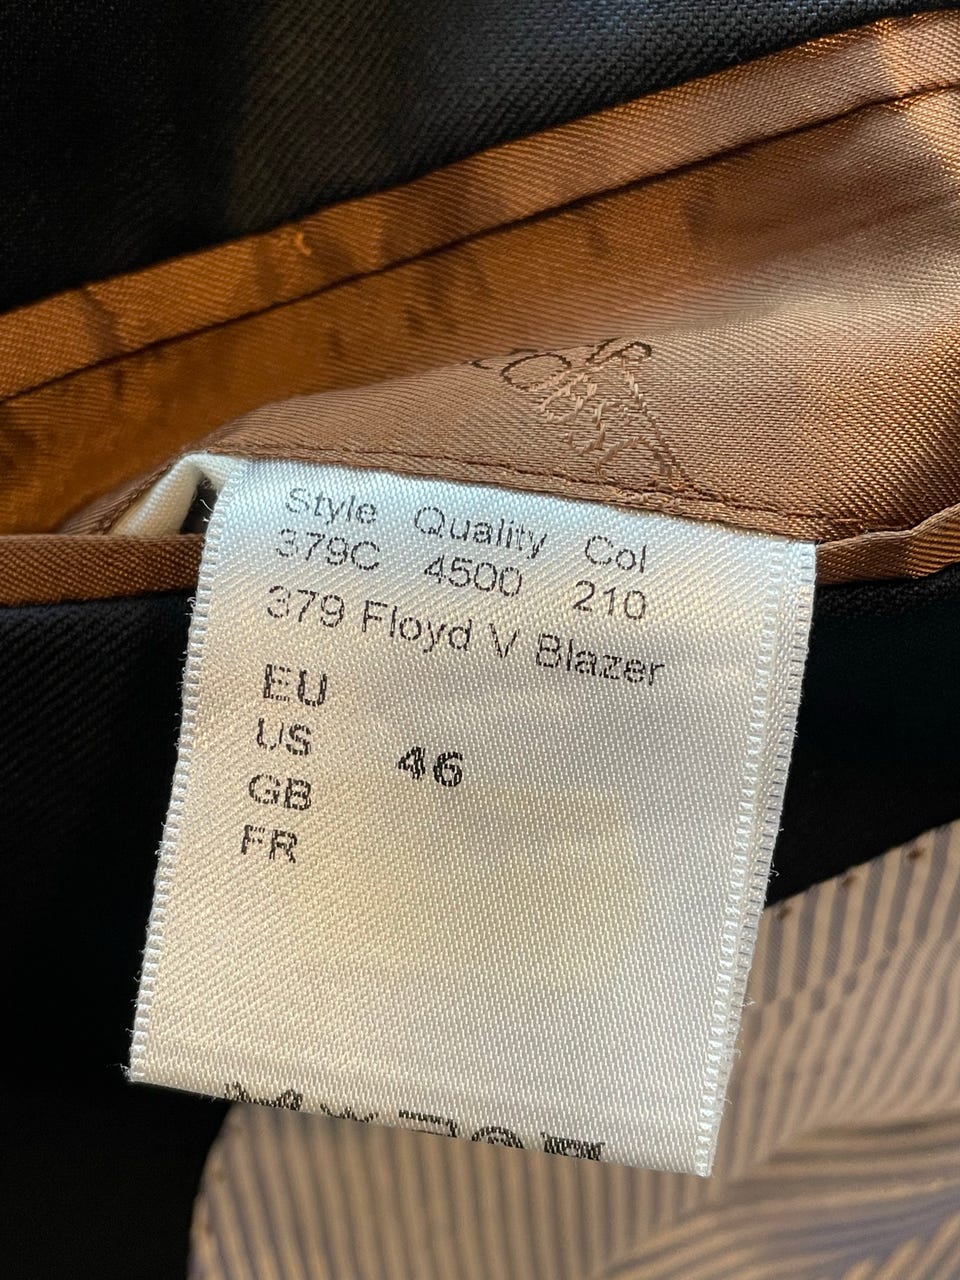 Style Quality Col
379C 4500 210
379 Floyd V Blazer
EU
US 46
GB
FR